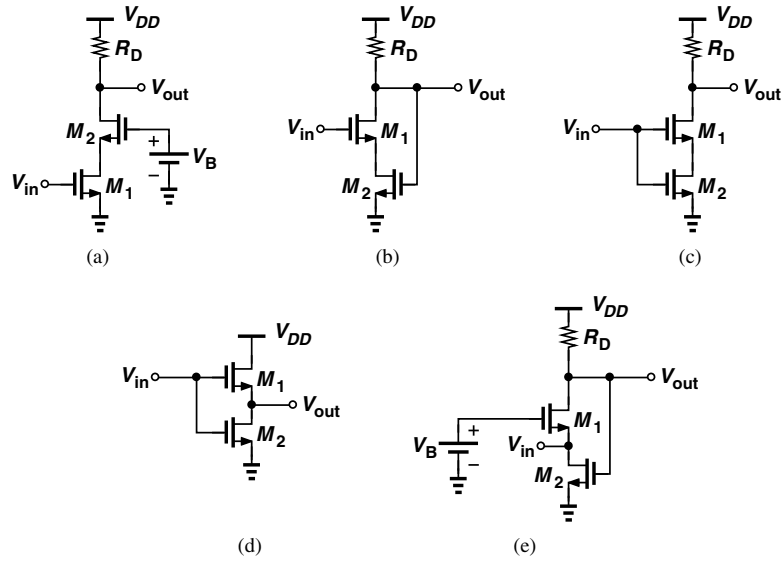 V_DD
R_D
V_out
M_2
+
−
V_B
V_in
M_1
(a)
V_DD
R_D
V_out
V_in
M_1
M_2
(b)
V_DD
R_D
V_out
V_in
M_1
M_2
(c)
V_DD
V_in
M_1
V_out
M_2
(d)
V_DD
R_D
V_out
M_1
V_B
+
−
V_in
M_2
(e)